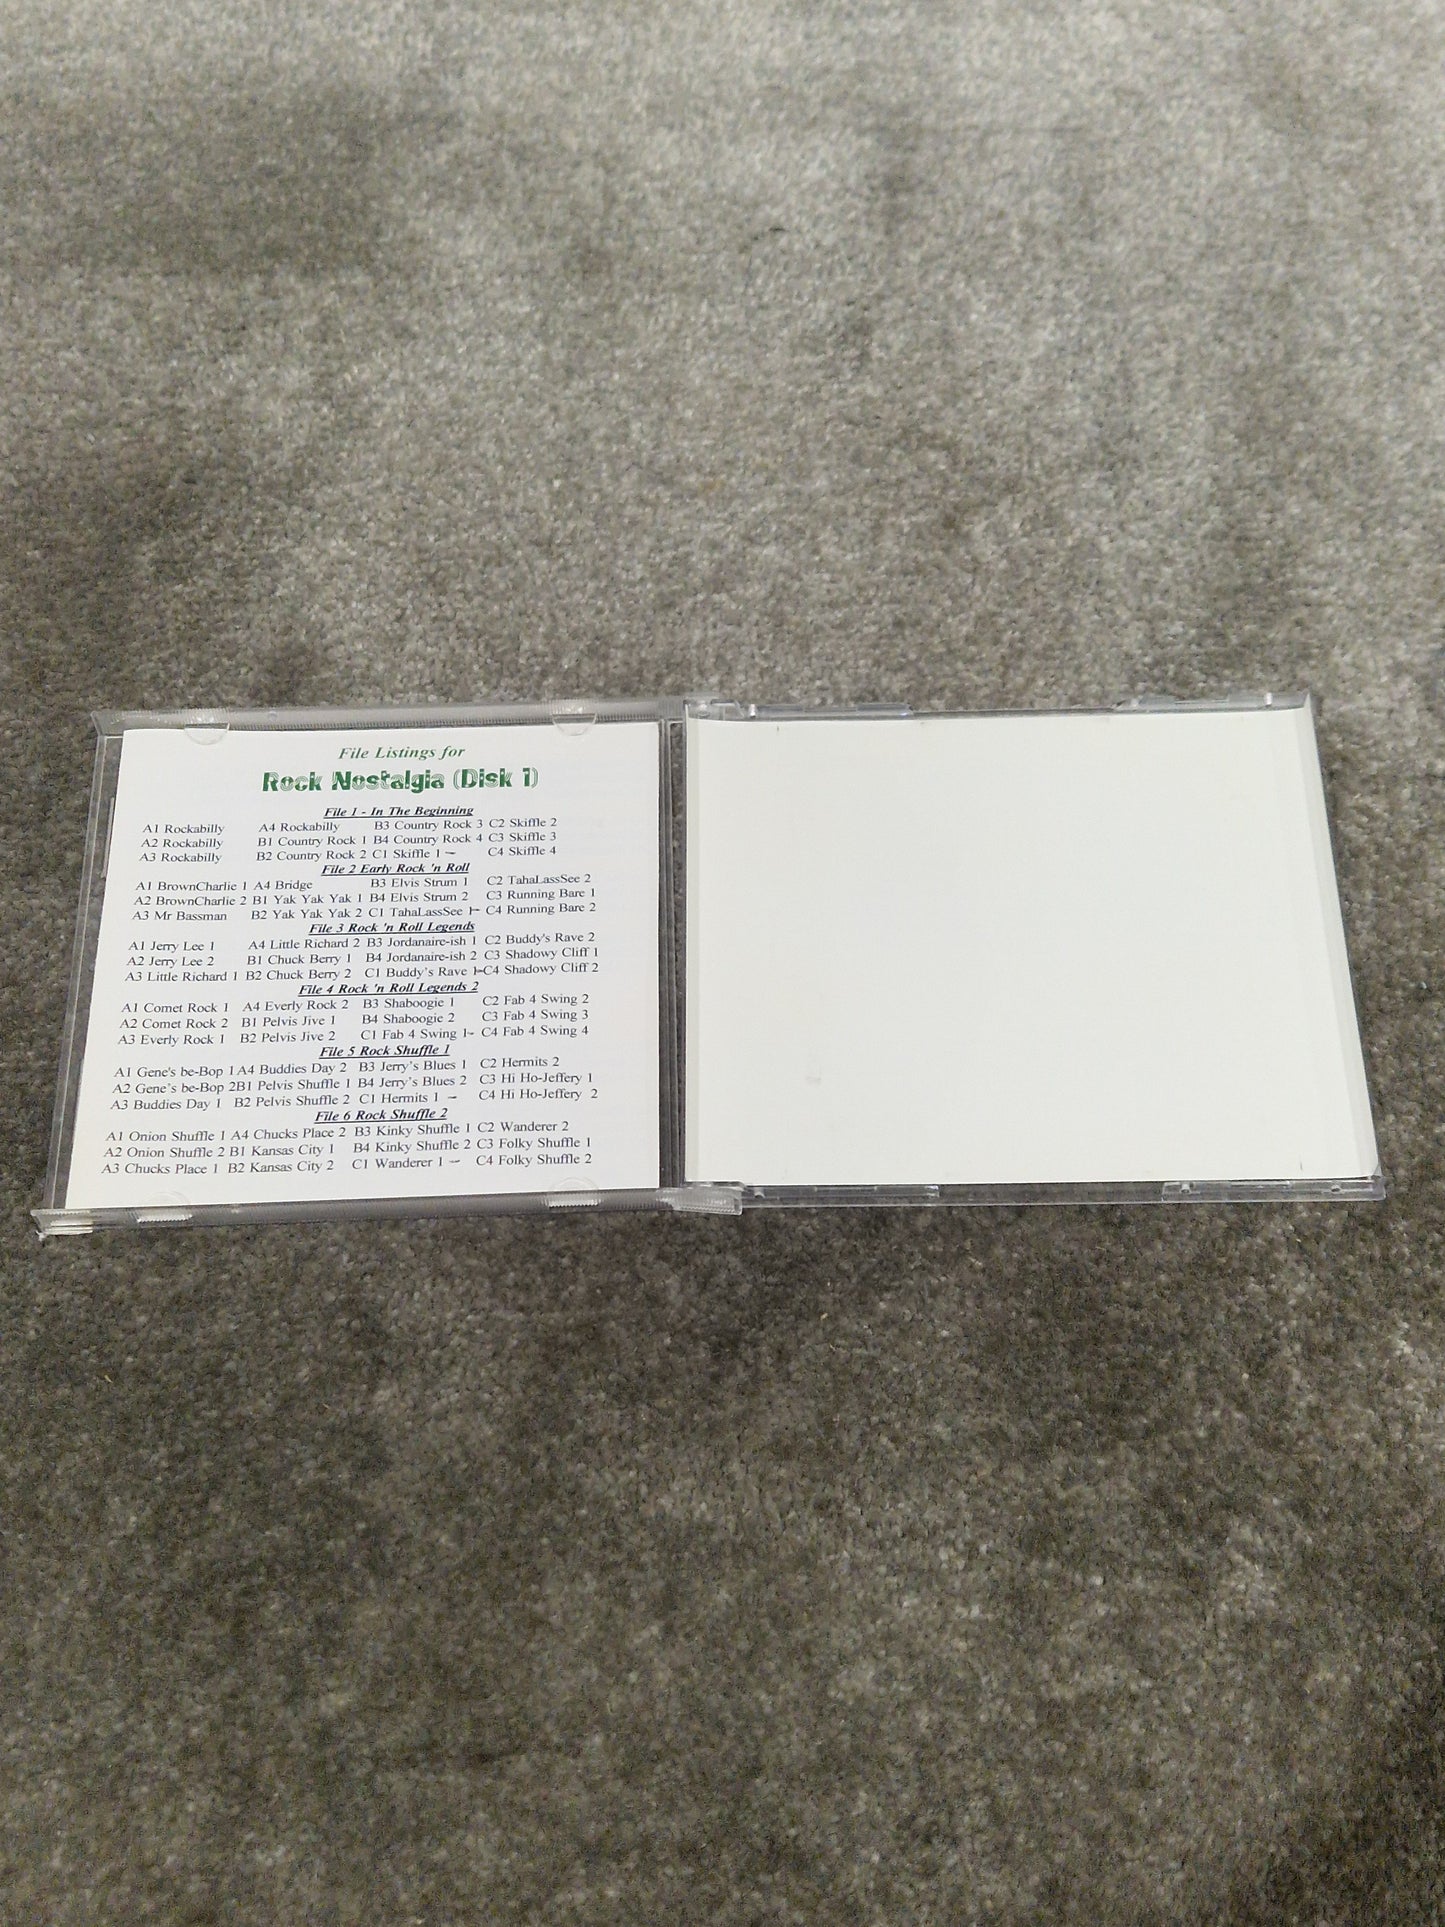 File Listings for
Rock Nostalgia (Disk 1)
File 1 - In The Beginning
A1 Rockabilly A4 Rockabilly B3 Country Rock 3 C2 Skiffle 2
A2 Rockabilly B1 Country Rock 1 B4 Country Rock 4 C3 Skiffle 3
A3 Rockabilly B2 Country Rock 2 C1 Skiffle 1 – C4 Skiffle 4
File 2 Early Rock 'n Roll
A1 BrownCharlie 1 A4 Bridge B3 Elvis Strum 1 C2 TahaLassSee 2
A2 BrownCharlie 2 B1 Yak Yak Yak 1 B4 Elvis Strum 2 C3 Running Bare 1
A3 Mr Bassman B2 Yak Yak Yak 2 C1 TahaLassSee 1– C4 Running Bare 2
File 3 Rock 'n Roll Legends
A1 Jerry Lee 1 A4 Little Richard 2 B3 Jordanaire-ish 1 C2 Buddy's Rave 2
A2 Jerry Lee 2 B1 Chuck Berry 1 B4 Jordanaire-ish 2 C3 Shadowy Cliff 1
A3 Little Richard 1 B2 Chuck Berry 2 C1 Buddy's Rave 1–C4 Shadowy Cliff 2
File 4 Rock 'n Roll Legends 2
A1 Comet Rock 1 A4 Everly Rock 2 B3 Shaboogie 1 C2 Fab 4 Swing 2
A2 Comet Rock 2 B1 Pelvis Jive 1 B4 Shaboogie 2 C3 Fab 4 Swing 3
A3 Everly Rock 1 B2 Pelvis Jive 2 C1 Fab 4 Swing 1– C4 Fab 4 Swing 4
File 5 Rock Shuffle 1
A1 Gene's be-Bop 1 A4 Buddies Day 2 B3 Jerry's Blues 1 C2 Hermits 2
A2 Gene's be-Bop 2B1 Pelvis Shuffle 1 B4 Jerry's Blues 2 C3 Hi Ho-Jeffery 1
A3 Buddies Day 1 B2 Pelvis Shuffle 2 C1 Hermits 1 – C4 Hi Ho-Jeffery 2
File 6 Rock Shuffle 2
A1 Onion Shuffle 1 A4 Chucks Place 2 B3 Kinky Shuffle 1 C2 Wanderer 2
A2 Onion Shuffle 2 B1 Kansas City 1 B4 Kinky Shuffle 2 C3 Folky Shuffle 1
A3 Chucks Place 1 B2 Kansas City 2 C1 Wanderer 1 – C4 Folky Shuffle 2